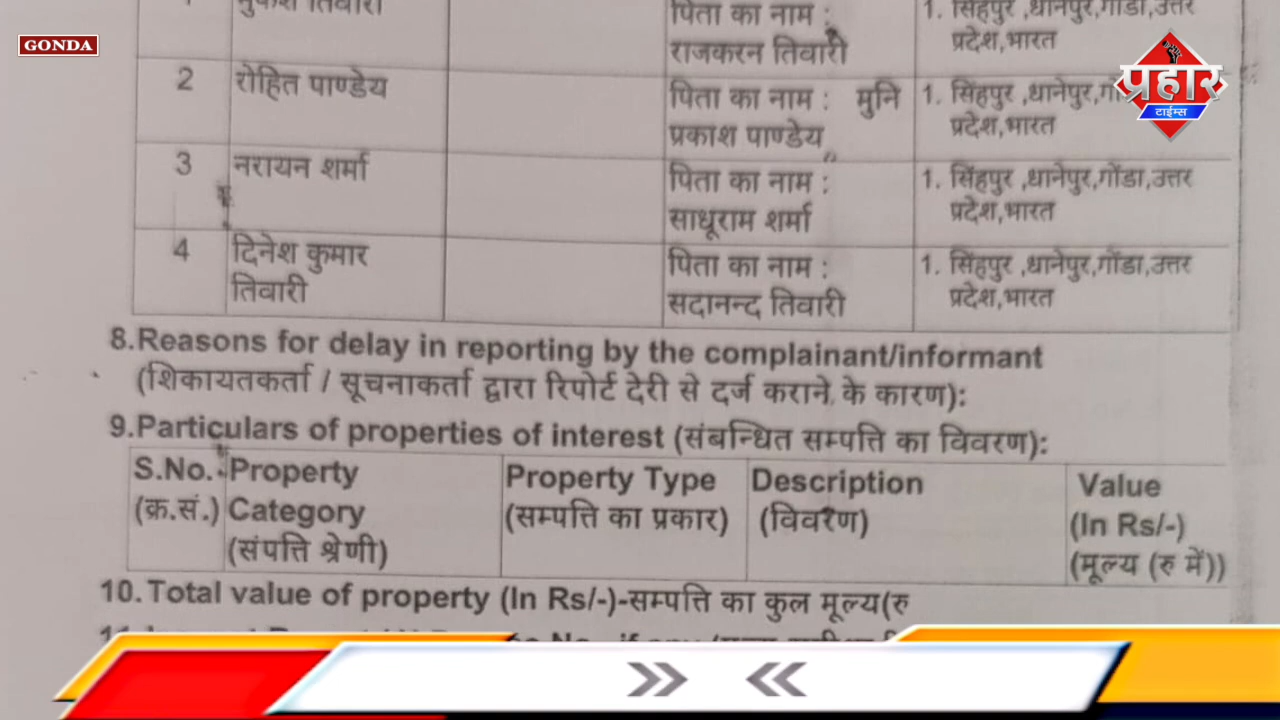 GONDA
प्रहार
टाईम्स
1 मुकेश तिवारी पिता का नाम : 1. सिंहपुर ,धानेपुर,गोंडा,उत्तर
राजकरन तिवारी प्रदेश,भारत
2 रोहित पाण्डेय पिता का नाम : मुनि 1. सिंहपुर ,धानेपुर,
प्रकाश पाण्डेय प्रदेश,भारत
3 नरायन शर्मा पिता का नाम : 1. सिंहपुर ,धानेपुर,गोंडा,उत्तर
साधूराम शर्मा प्रदेश,भारत
4 दिनेश कुमार पिता का नाम : 1. सिंहपुर ,धानेपुर,गोंडा,उत्तर
तिवारी सदानन्द तिवारी प्रदेश,भारत
8.Reasons for delay in reporting by the complainant/informant
(शिकायतकर्ता / सूचनाकर्ता द्वारा रिपोर्ट देरी से दर्ज कराने के कारण):
9.Particulars of properties of interest (संबन्धित सम्पत्ति का विवरण):
S.No. Property Property Type Description Value
(क्र.सं.) Category (सम्पत्ति का प्रकार) (विवरण) (In Rs/-)
(संपत्ति श्रेणी) (मूल्य (रु में))
10.Total value of property (In Rs/-)-सम्पत्ति का कुल मूल्य(रु